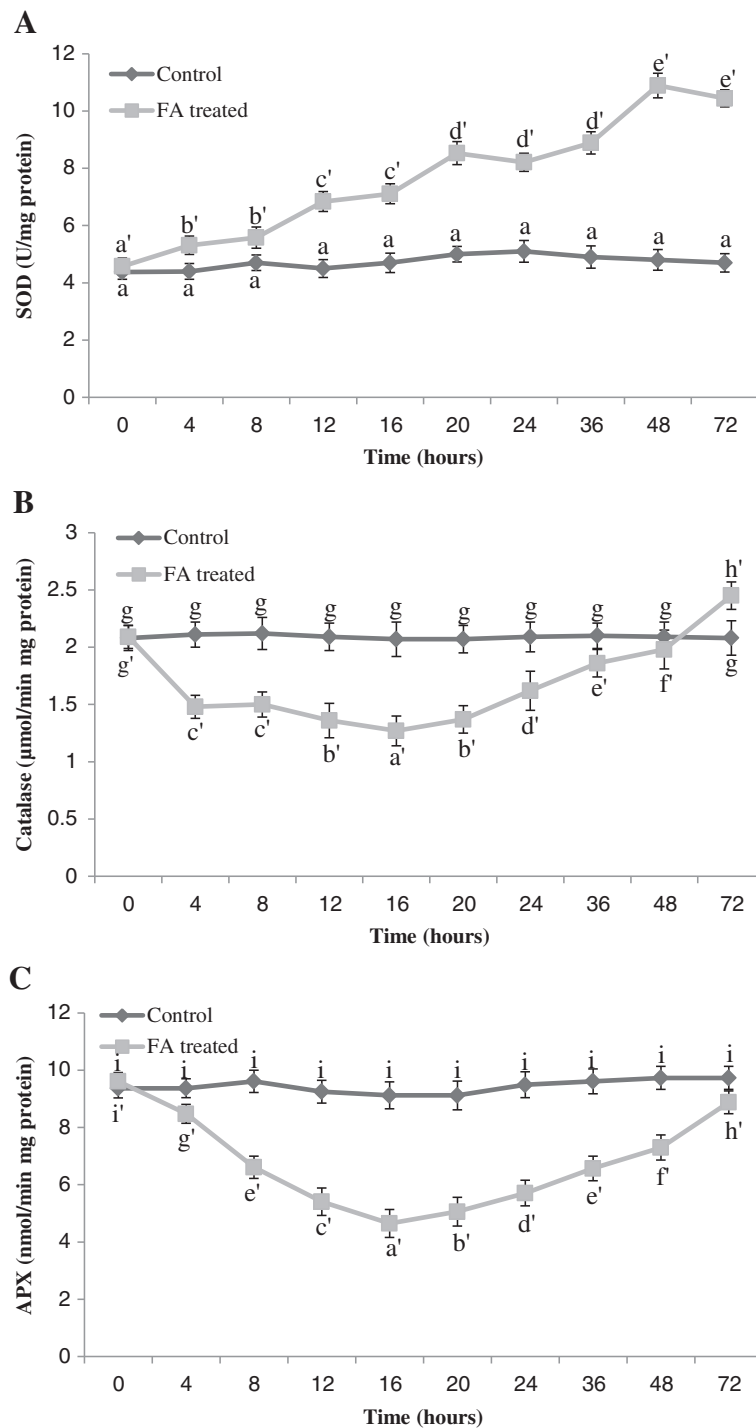 A
12
10
8
6
4
2
0
SOD (U/mg protein)
Control
FA treated
a' b' b' c' c' d' d' d' e' e'
a a a a a a a a a a
0 4 8 12 16 20 24 36 48 72
Time (hours)
B
3
2.5
2
1.5
1
0.5
0
Catalase (µmol/min mg protein)
Control
FA treated
g g g g g g g g g g
g' c' c' b' a' b' d' e' f' h'
0 4 8 12 16 20 24 36 48 72
Time (hours)
C
12
10
8
6
4
2
0
APX (nmol/min mg protein)
Control
FA treated
i i i i i i i i i i
i' g' e' c' a' b' d' e' f' h'
0 4 8 12 16 20 24 36 48 72
Time (hours)